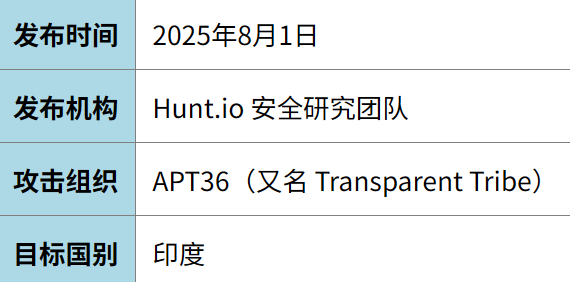 发布时间 2025年8月1日
发布机构 Hunt.io 安全研究团队
攻击组织 APT36（又名 Transparent Tribe）
目标国别 印度